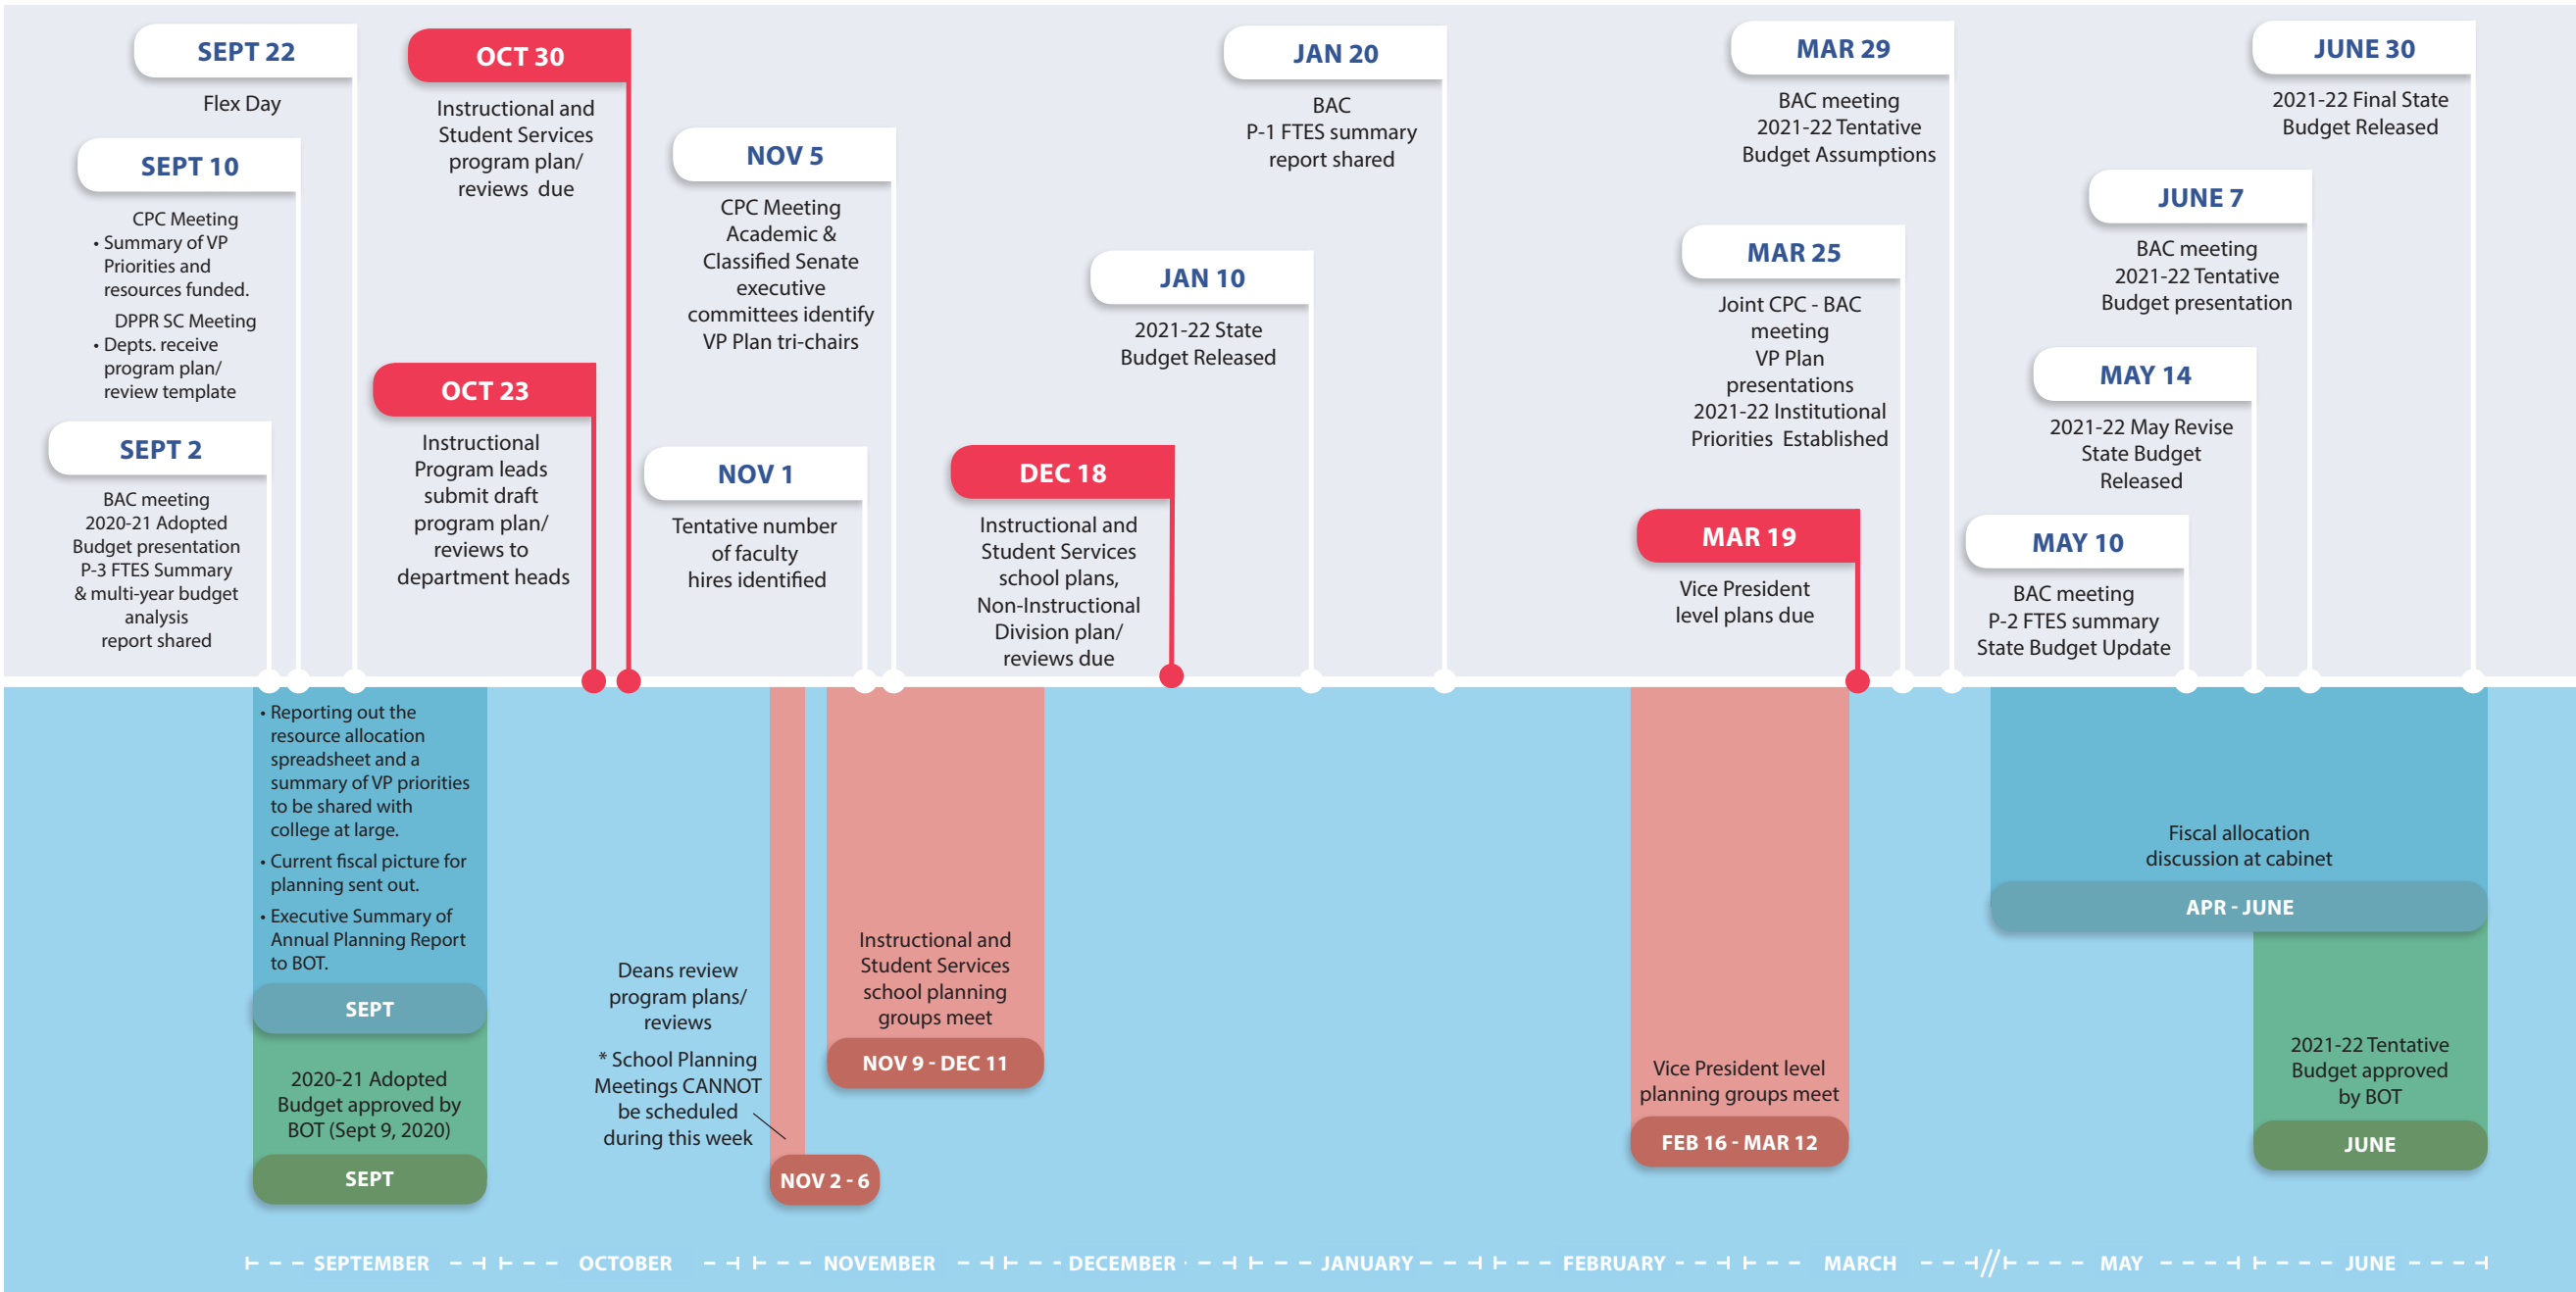 SEPT 22
Flex Day
SEPT 10
CPC Meeting
• Summary of VP
Priorities and
resources funded.
DPPR SC Meeting
• Depts. receive
program plan/
review template
SEPT 2
BAC meeting
2020-21 Adopted
Budget presentation
P-3 FTES Summary
& multi-year budget
analysis
report shared
OCT 30
Instructional and
Student Services
program plan/
reviews due
OCT 23
Instructional
Program leads
submit draft
program plan/
reviews to
department heads
NOV 5
CPC Meeting
Academic &
Classified Senate
executive
committees identify
VP Plan tri-chairs
NOV 1
Tentative number
of faculty
hires identified
DEC 18
Instructional and
Student Services
school plans,
Non-Instructional
Division plan/
reviews due
JAN 20
BAC
P-1 FTES summary
report shared
JAN 10
2021-22 State
Budget Released
MAR 29
BAC meeting
2021-22 Tentative
Budget Assumptions
MAR 25
Joint CPC - BAC
meeting
VP Plan
presentations
2021-22 Institutional
Priorities Established
MAR 19
Vice President
level plans due
JUNE 30
2021-22 Final State
Budget Released
JUNE 7
BAC meeting
2021-22 Tentative
Budget presentation
MAY 14
2021-22 May Revise
State Budget
Released
MAY 10
BAC meeting
P-2 FTES summary
State Budget Update
• Reporting out the
resource allocation
spreadsheet and a
summary of VP priorities
to be shared with
college at large.
• Current fiscal picture for
planning sent out.
• Executive Summary of
Annual Planning Report
to BOT.
SEPT
2020-21 Adopted
Budget approved by
BOT (Sept 9, 2020)
SEPT
Deans review
program plans/
reviews
* School Planning
Meetings CANNOT
be scheduled
during this week
NOV 2 - 6
Instructional and
Student Services
school planning
groups meet
NOV 9 - DEC 11
Vice President level
planning groups meet
FEB 16 - MAR 12
Fiscal allocation
discussion at cabinet
APR - JUNE
2021-22 Tentative
Budget approved
by BOT
JUNE
SEPTEMBER OCTOBER NOVEMBER DECEMBER JANUARY FEBRUARY MARCH // MAY JUNE